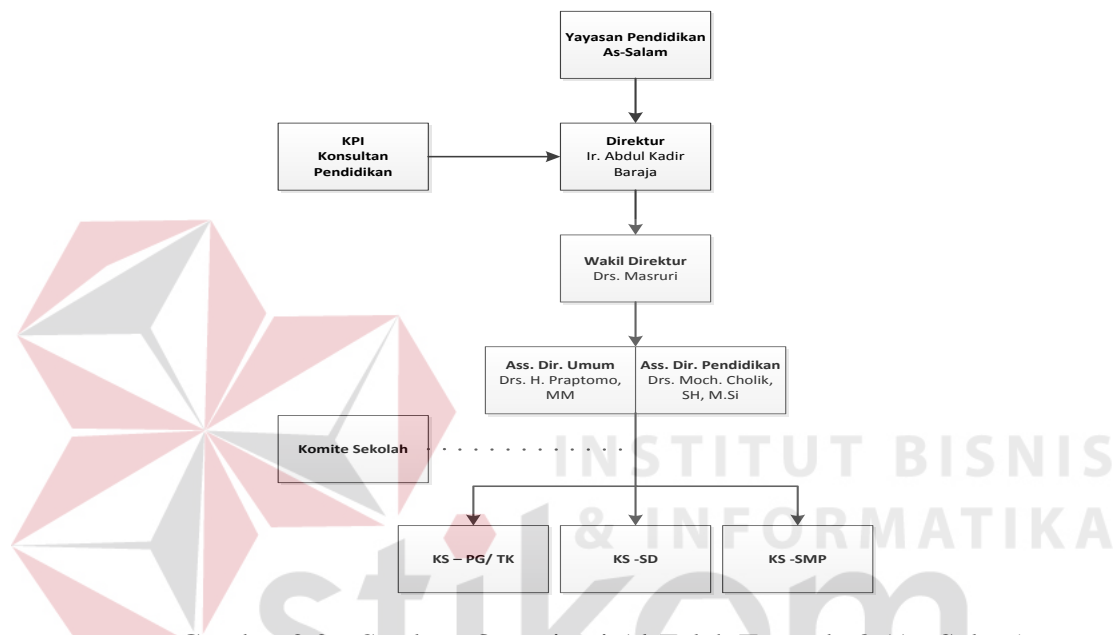 Yayasan Pendidikan
As-Salam
KPI
Konsultan
Pendidikan
Direktur
Ir. Abdul Kadir
Baraja
Wakil Direktur
Drs. Masruri
Ass. Dir. Umum
Drs. H. Praptomo,
MM
Ass. Dir. Pendidikan
Drs. Moch. Cholik,
SH, M.Si
Komite Sekolah
INSTITUT BISNIS
& INFORMATIKA
KS – PG/ TK
KS -SD
KS -SMP
stikom